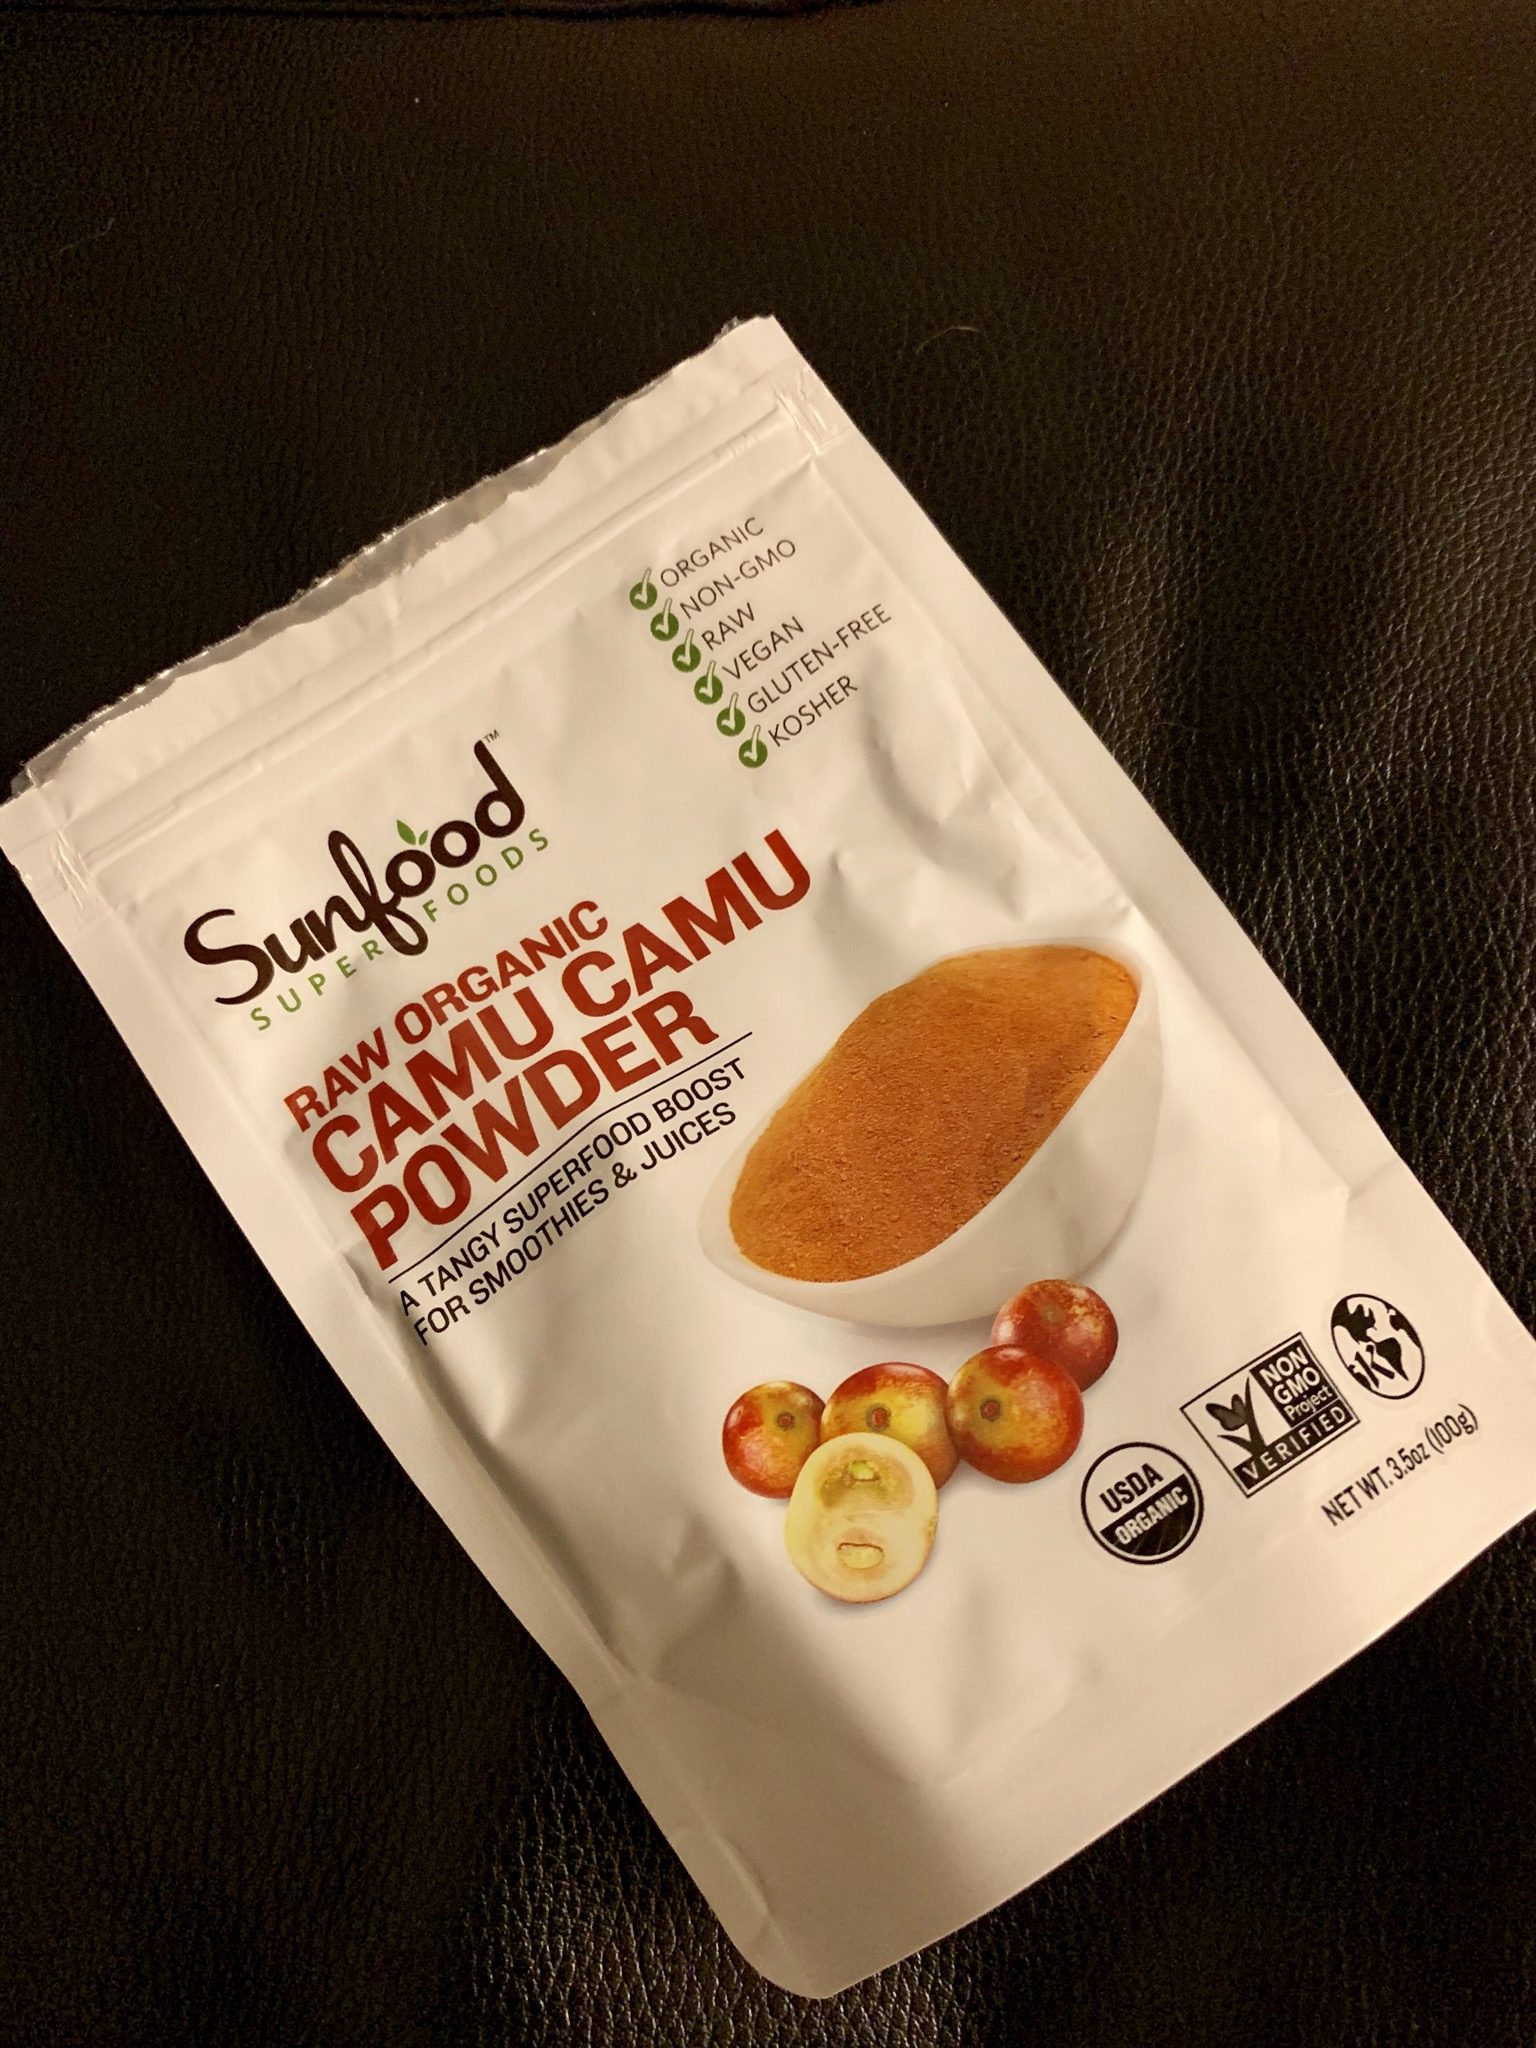 ORGANIC
NON-GMO
RAW
VEGAN
GLUTEN-FREE
KOSHER
Sunfood™
SUPERFOODS
RAW ORGANIC
CAMU CAMU
POWDER
A TANGY SUPERFOOD BOOST
FOR SMOOTHIES & JUICES
NON
GMO
Project
VERIFIED
K
USDA
ORGANIC
NET WT. 3.5oz (100g)